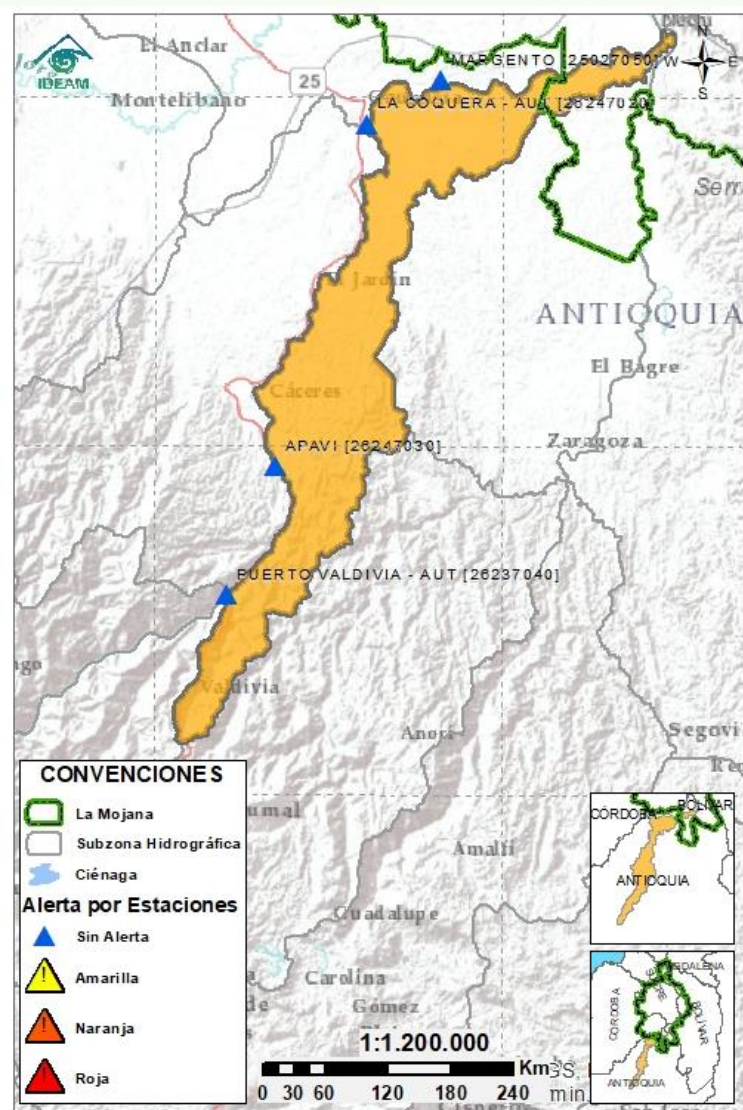 IDEAM
El Anclar
Nechí
N
W E
S
25
MARGENTO [25027050]
Montelibano
LA COQUERA - AUT [26247020]
Jardin
ANTIOQUIA
El Bagre
Cáceres
Zaragoza
APAVI [26247030]
PUERTO VALDIVIA - AUT [26237040]
Valdivia
Anorí
Segovi
CONVENCIONES
La Mojana
Subzona Hidrográfica
Ciénaga
Alerta por Estaciones
Sin Alerta
Amarilla
Naranja
Roja
Amalfi
Guadalupe
Carolina
Gómez
CÓRDOBA
BOLIVAR
ANTIOQUIA
CORDOBA
SUCRE
BOLIVAR
ANTIOQUIA
1:1.200.000
Km
0 30 60 120 180 240
min.